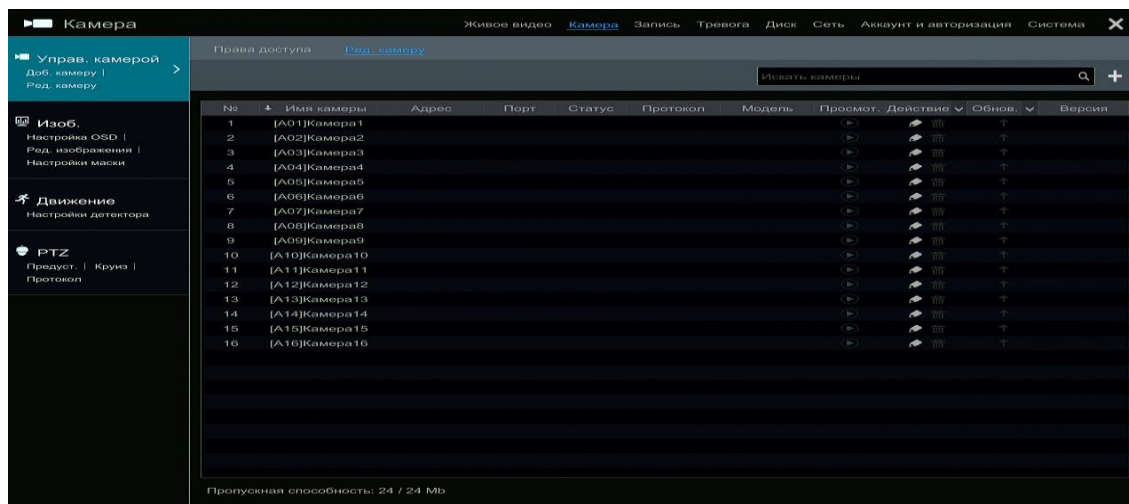 Камера
Живое видео Камера Запись Тревога Диск Сеть Аккаунт и авторизация Система
Управ. камерой
Доб. камеру |
Ред. камеру
Изоб.
Настройка OSD |
Ред. изображения |
Настройки маски
Движение
Настройки детектора
PTZ
Предуст. | Круиз |
Протокол
Права доступа Ред. камеру
Искать камеры
№ Имя камеры Адрес Порт Статус Протокол Модель Просмот. Действие Обнов. Версия
1 [A01]Камера1
2 [A02]Камера2
3 [A03]Камера3
4 [A04]Камера4
5 [A05]Камера5
6 [A06]Камера6
7 [A07]Камера7
8 [A08]Камера8
9 [A09]Камера9
10 [A10]Камера10
11 [A11]Камера11
12 [A12]Камера12
13 [A13]Камера13
14 [A14]Камера14
15 [A15]Камера15
16 [A16]Камера16
Пропускная способность: 24 / 24 Mb